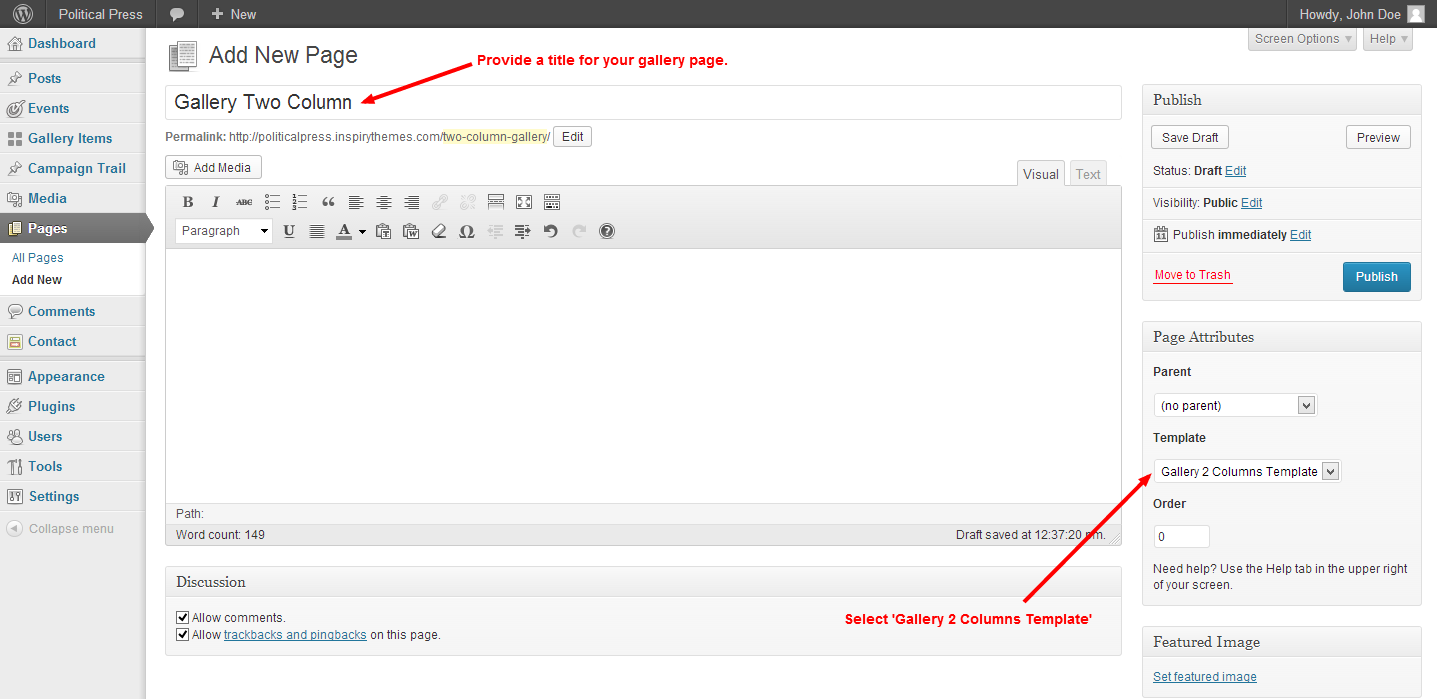 Political Press
New
Howdy, John Doe
Screen Options
Help
Dashboard
Posts
Events
Gallery Items
Campaign Trail
Media
Pages
All Pages
Add New
Comments
Contact
Appearance
Plugins
Users
Tools
Settings
Collapse menu
Add New Page
Provide a title for your gallery page.
Gallery Two Column
Permalink: http://politicalpress.inspirythemes.com/two-column-gallery/ Edit
Add Media
Visual Text
B I ABC
Paragraph U A
Path:
Word count: 149
Draft saved at 12:37:20 pm.
Discussion
Allow comments.
Allow trackbacks and pingbacks on this page.
Select 'Gallery 2 Columns Template'
Publish
Save Draft Preview
Status: Draft Edit
Visibility: Public Edit
Publish immediately Edit
Move to Trash Publish
Page Attributes
Parent
(no parent)
Template
Gallery 2 Columns Template
Order
0
Need help? Use the Help tab in the upper right
of your screen.
Featured Image
Set featured image